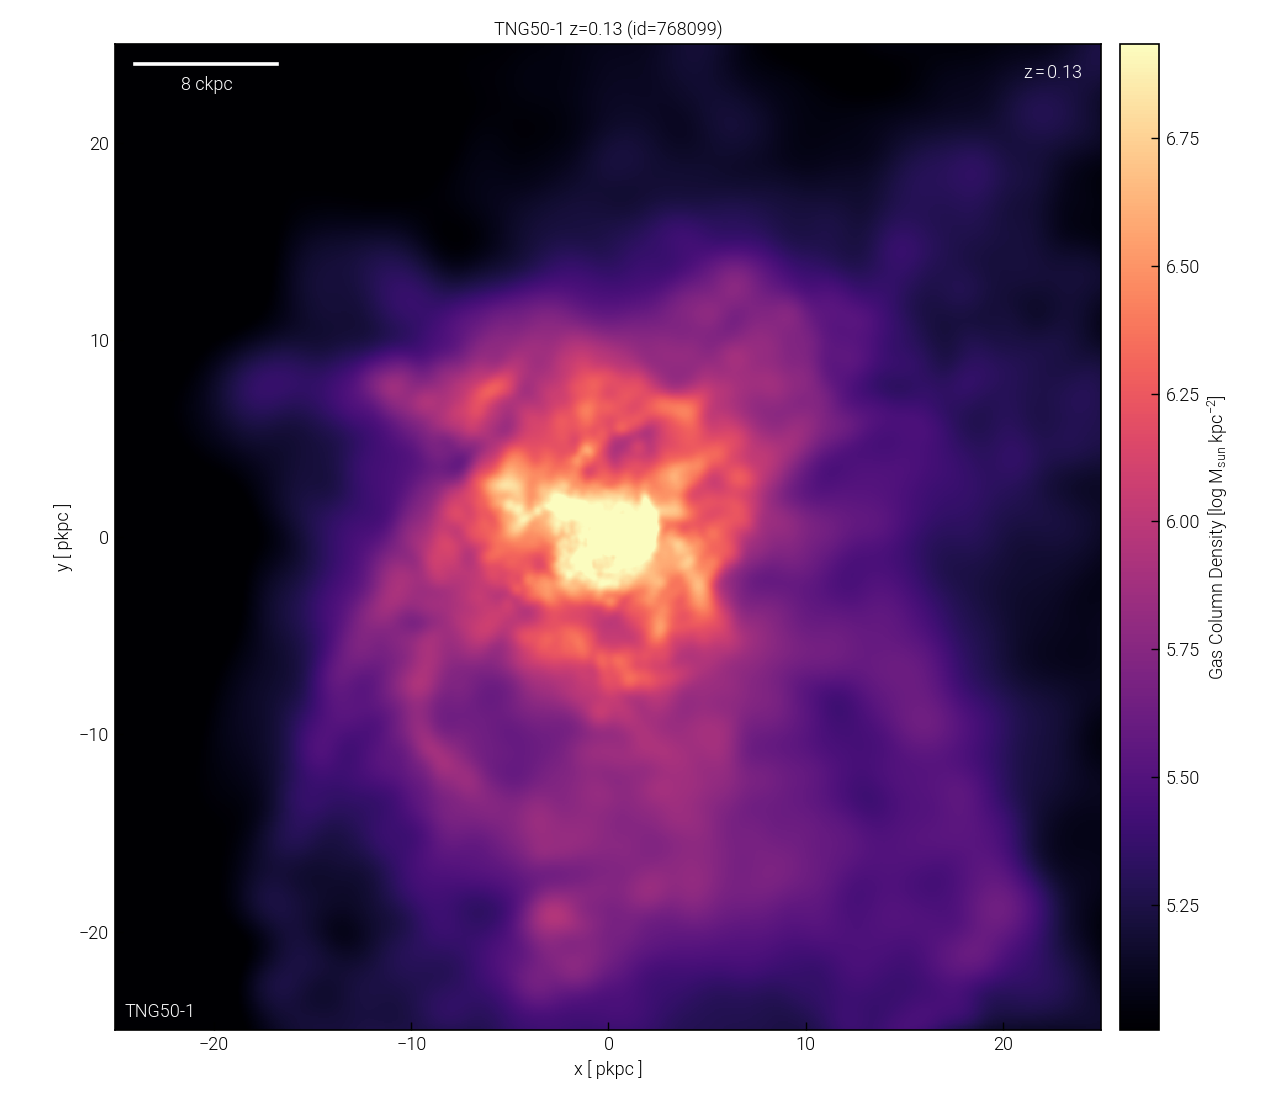 TNG50-1 z=0.13 (id=768099)
8 ckpc
z=0.13
TNG50-1
20
10
0
−10
−20
y [ pkpc ]
−20
−10
0
10
20
x [ pkpc ]
6.75
6.50
6.25
6.00
5.75
5.50
5.25
Gas Column Density [log M_sun kpc^−2]